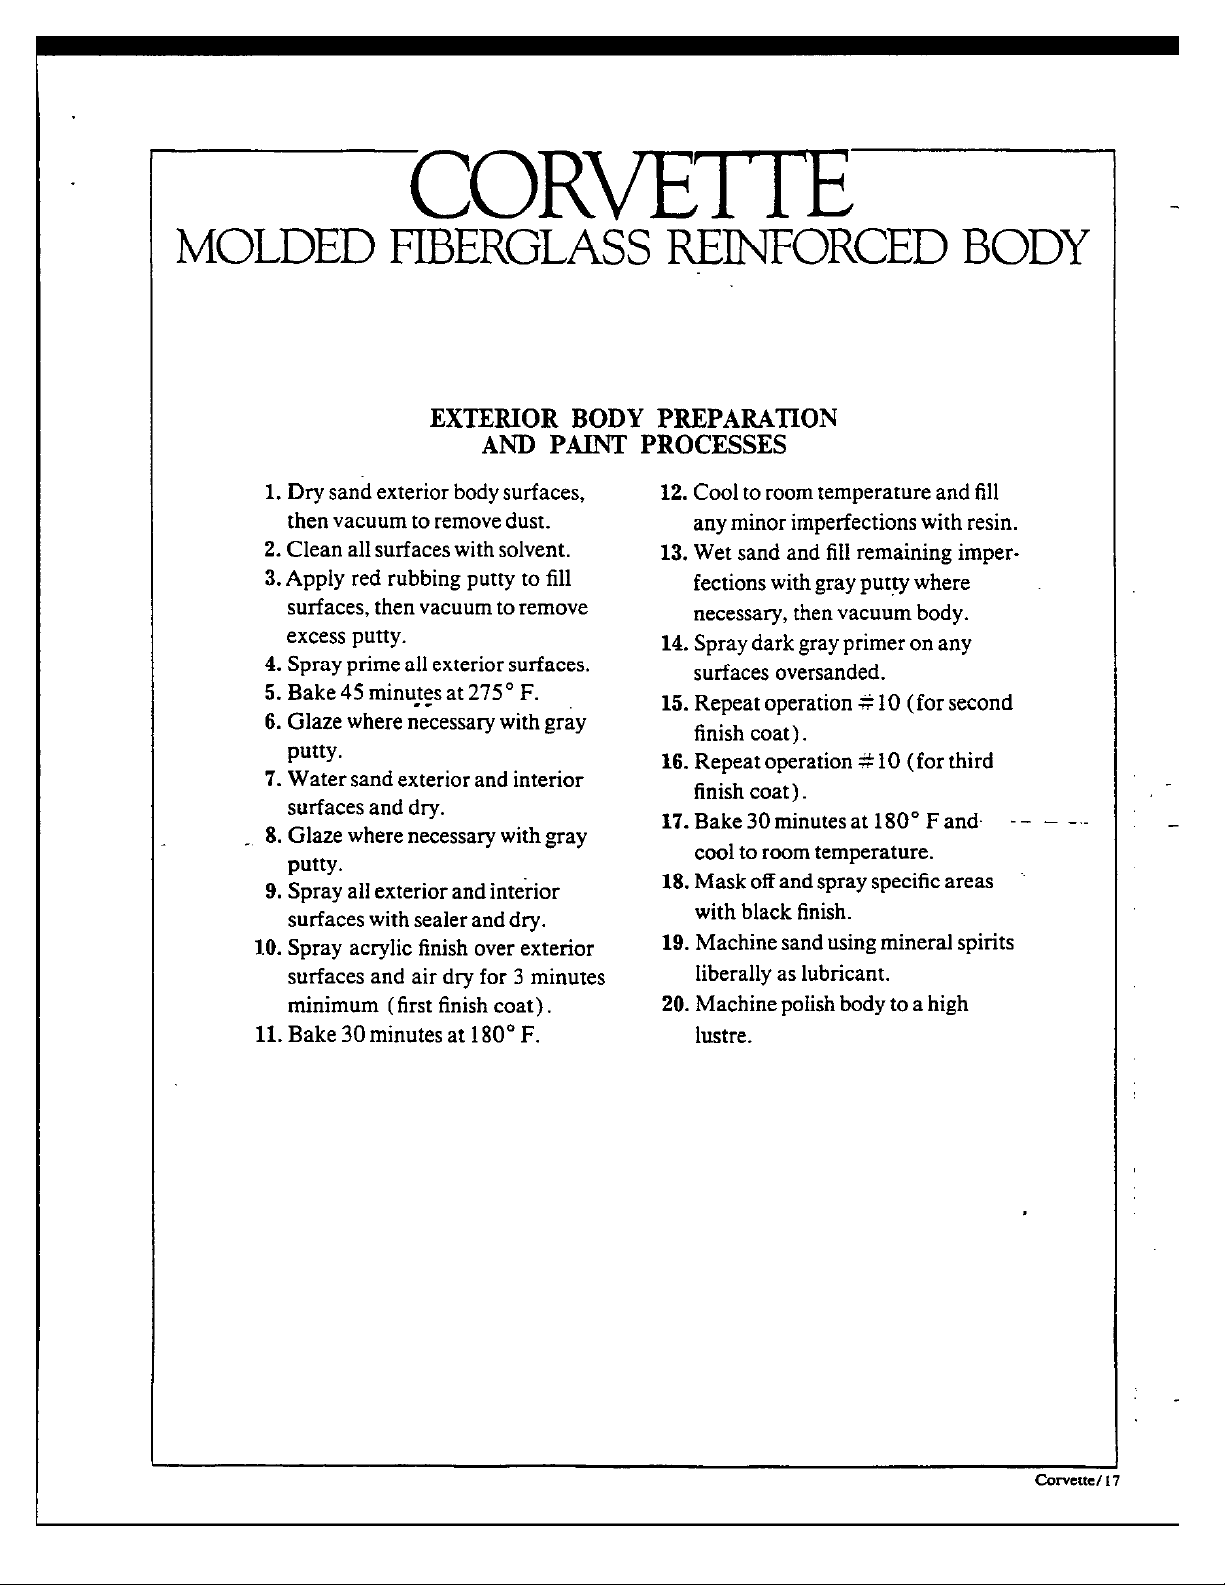 CORVETTE
MOLDED FIBERGLASS REINFORCED BODY
EXTERIOR BODY PREPARATION
AND PAINT PROCESSES
1. Dry sand exterior body surfaces,
then vacuum to remove dust.
2. Clean all surfaces with solvent.
3. Apply red rubbing putty to fill
surfaces, then vacuum to remove
excess putty.
4. Spray prime all exterior surfaces.
5. Bake 45 minutes at 275° F.
6. Glaze where necessary with gray
putty.
7. Water sand exterior and interior
surfaces and dry.
8. Glaze where necessary with gray
putty.
9. Spray all exterior and interior
surfaces with sealer and dry.
10. Spray acrylic finish over exterior
surfaces and air dry for 3 minutes
minimum (first finish coat).
11. Bake 30 minutes at 180° F.
12. Cool to room temperature and fill
any minor imperfections with resin.
13. Wet sand and fill remaining imper-
fections with gray putty where
necessary, then vacuum body.
14. Spray dark gray primer on any
surfaces oversanded.
15. Repeat operation #10 (for second
finish coat).
16. Repeat operation #10 (for third
finish coat).
17. Bake 30 minutes at 180° F and
cool to room temperature.
18. Mask off and spray specific areas
with black finish.
19. Machine sand using mineral spirits
liberally as lubricant.
20. Machine polish body to a high
lustre.
Corvette/17